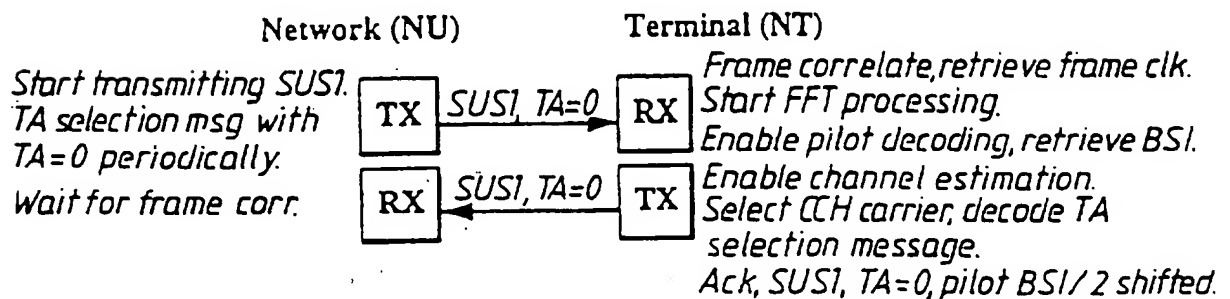 Network (NU)
Terminal (NT)
Start transmitting SUS1.
TA selection msg with
TA=0 periodically.
Wait for frame corr.
TX
SUS1, TA=0
RX
RX
SUS1, TA=0
TX
Frame correlate, retrieve frame clk.
Start FFT processing.
Enable pilot decoding, retrieve BSI.
Enable channel estimation.
Select CCH carrier, decode TA
selection message.
Ack, SUS1, TA=0, pilot BSI/2 shifted.